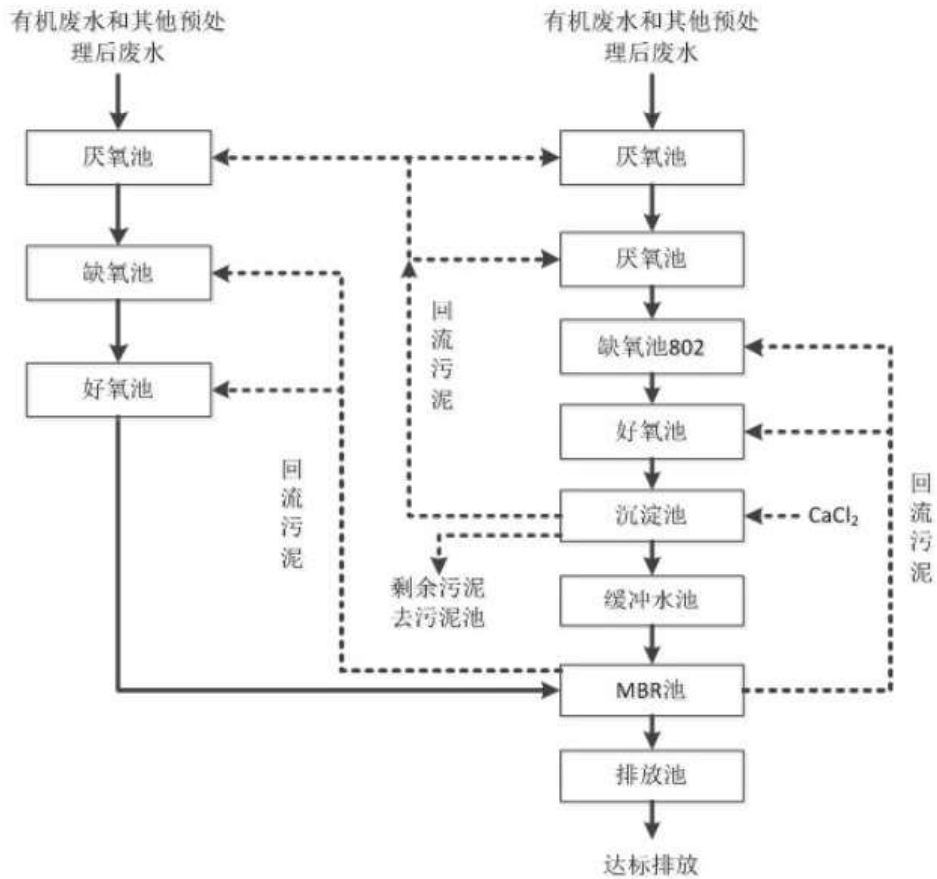 有机废水和其他预处
理后废水
有机废水和其他预处
理后废水
厌氧池
厌氧池
缺氧池
厌氧池
回流污泥
缺氧池802
好氧池
好氧池
回流污泥
沉淀池
CaCl₂
回流污泥
剩余污泥
去污泥池
缓冲水池
MBR池
排放池
达标排放